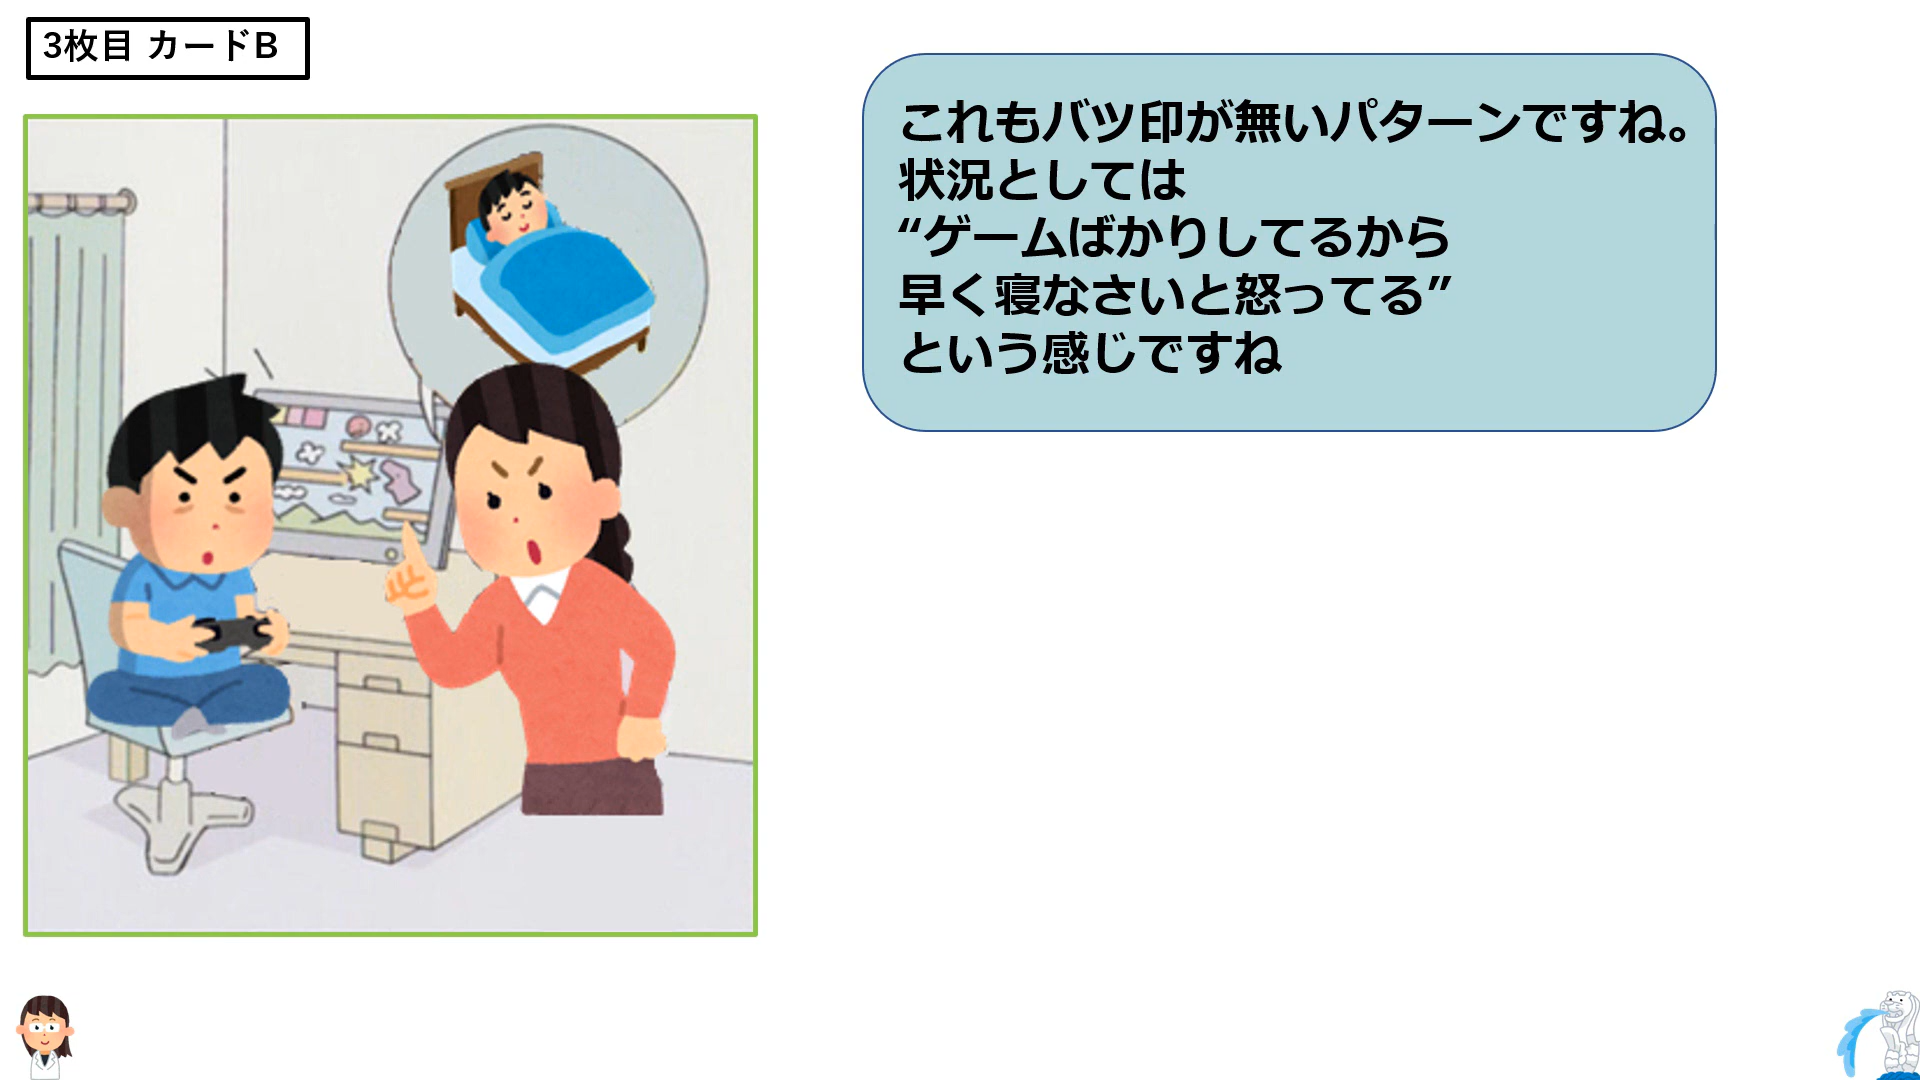 3枚目 カードB
これもバツ印が無いパターンですね。
状況としては
“ゲームばかりしてるから
早く寝なさいと怒ってる”
という感じですね